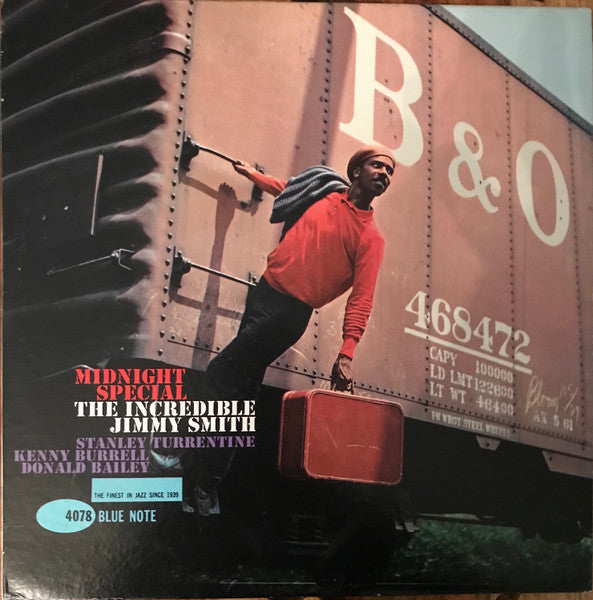 B & O
468472
CAPY 100000
LD LMT 122600
LT WT 46400
MIDNIGHT
SPECIAL
THE INCREDIBLE
JIMMY SMITH
STANLEY TURRENTINE
KENNY BURRELL
DONALD BAILEY
THE FINEST IN JAZZ SINCE 1939
4078 BLUE NOTE